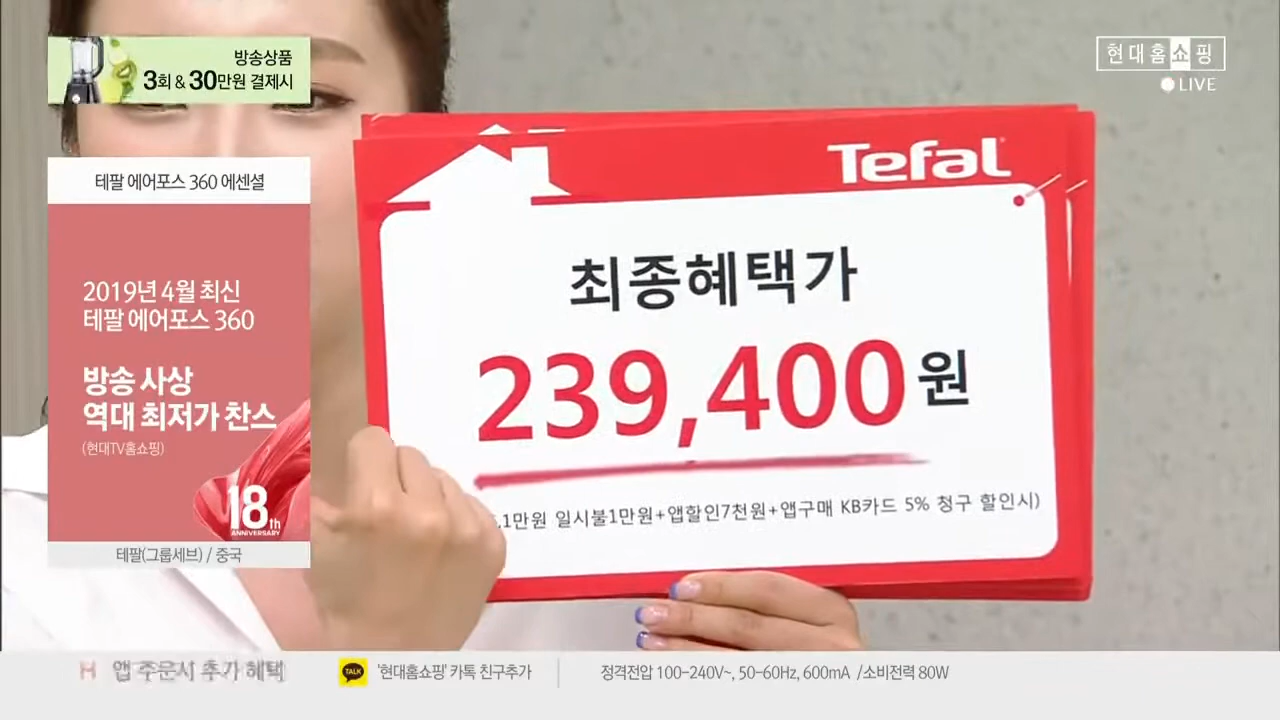 방송상품
3회 & 30만원 결제시
현대홈쇼핑
LIVE
테팔 에어포스 360 에센셜
2019년 4월 최신
테팔 에어포스 360
방송 사상
역대 최저가 찬스
(현대TV홈쇼핑)
18th
ANNIVERSARY
테팔(그룹세브) / 중국
Tefal
최종혜택가
239,400원
1만원 일시불1만원+앱할인7천원+앱구매 KB카드 5% 청구 할인시)
H 앱 주문시 추가 혜택
TALK '현대홈쇼핑' 카톡 친구추가
정격전압 100-240V~, 50-60Hz, 600mA /소비전력 80W